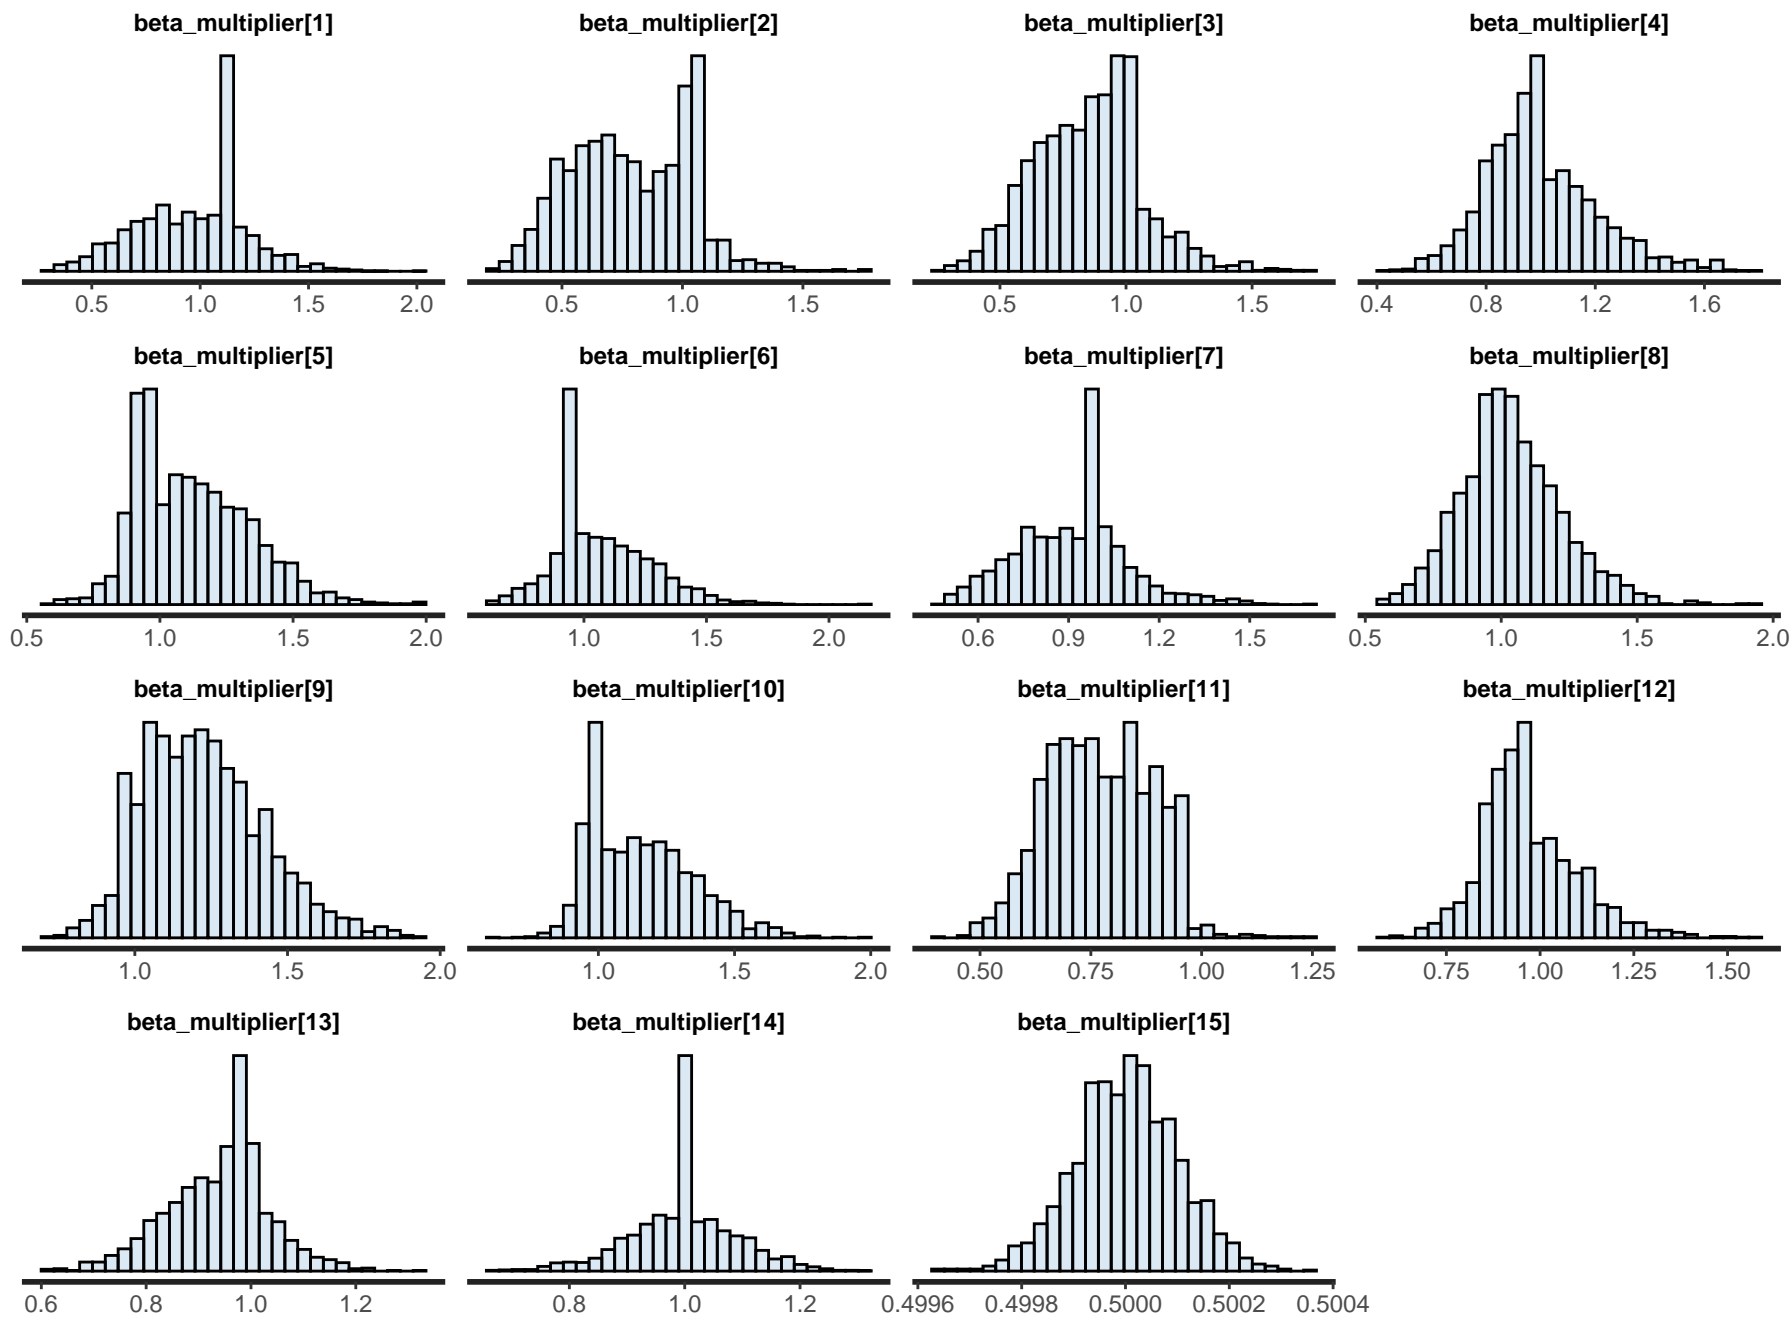 beta_multiplier[1] beta_multiplier[2] beta_multiplier[3] beta_multiplier[4]
0.5 1.0 1.5 2.0 0.5 1.0 1.5 0.5 1.0 1.5 0.4 0.8 1.2 1.6
beta_multiplier[5] beta_multiplier[6] beta_multiplier[7] beta_multiplier[8]
0.5 1.0 1.5 2.0 1.0 1.5 2.0 0.6 0.9 1.2 1.5 0.5 1.0 1.5 2.0
beta_multiplier[9] beta_multiplier[10] beta_multiplier[11] beta_multiplier[12]
1.0 1.5 2.0 1.0 1.5 2.0 0.50 0.75 1.00 1.25 0.75 1.00 1.25 1.50
beta_multiplier[13] beta_multiplier[14] beta_multiplier[15]
0.6 0.8 1.0 1.2 0.8 1.0 1.2 0.4996 0.4998 0.5000 0.5002 0.5004